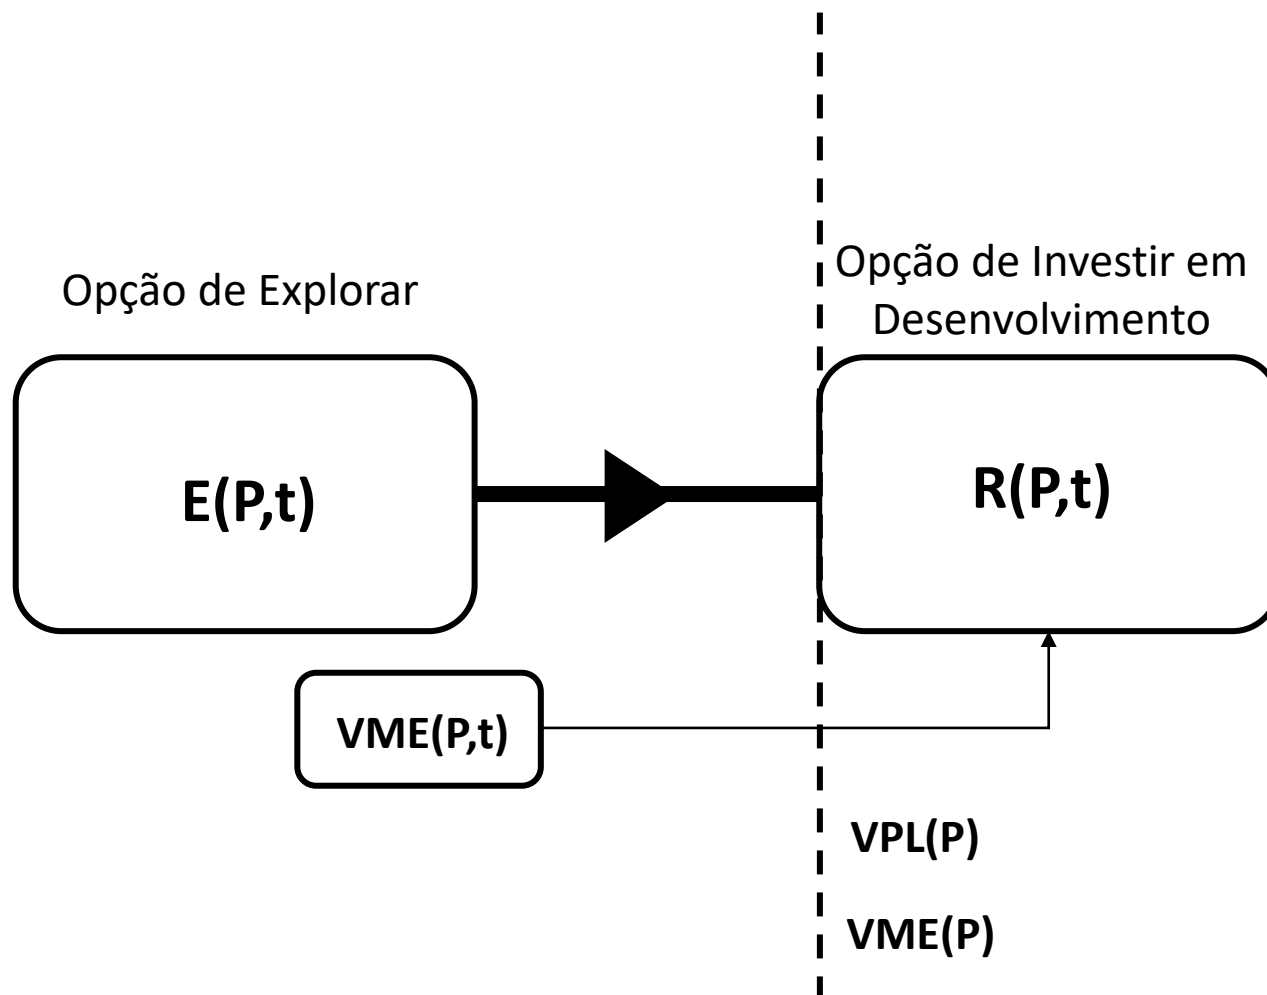 Opção de Explorar
Opção de Investir em
Desenvolvimento
E(P,t)
R(P,t)
VME(P,t)
VPL(P)
VME(P)